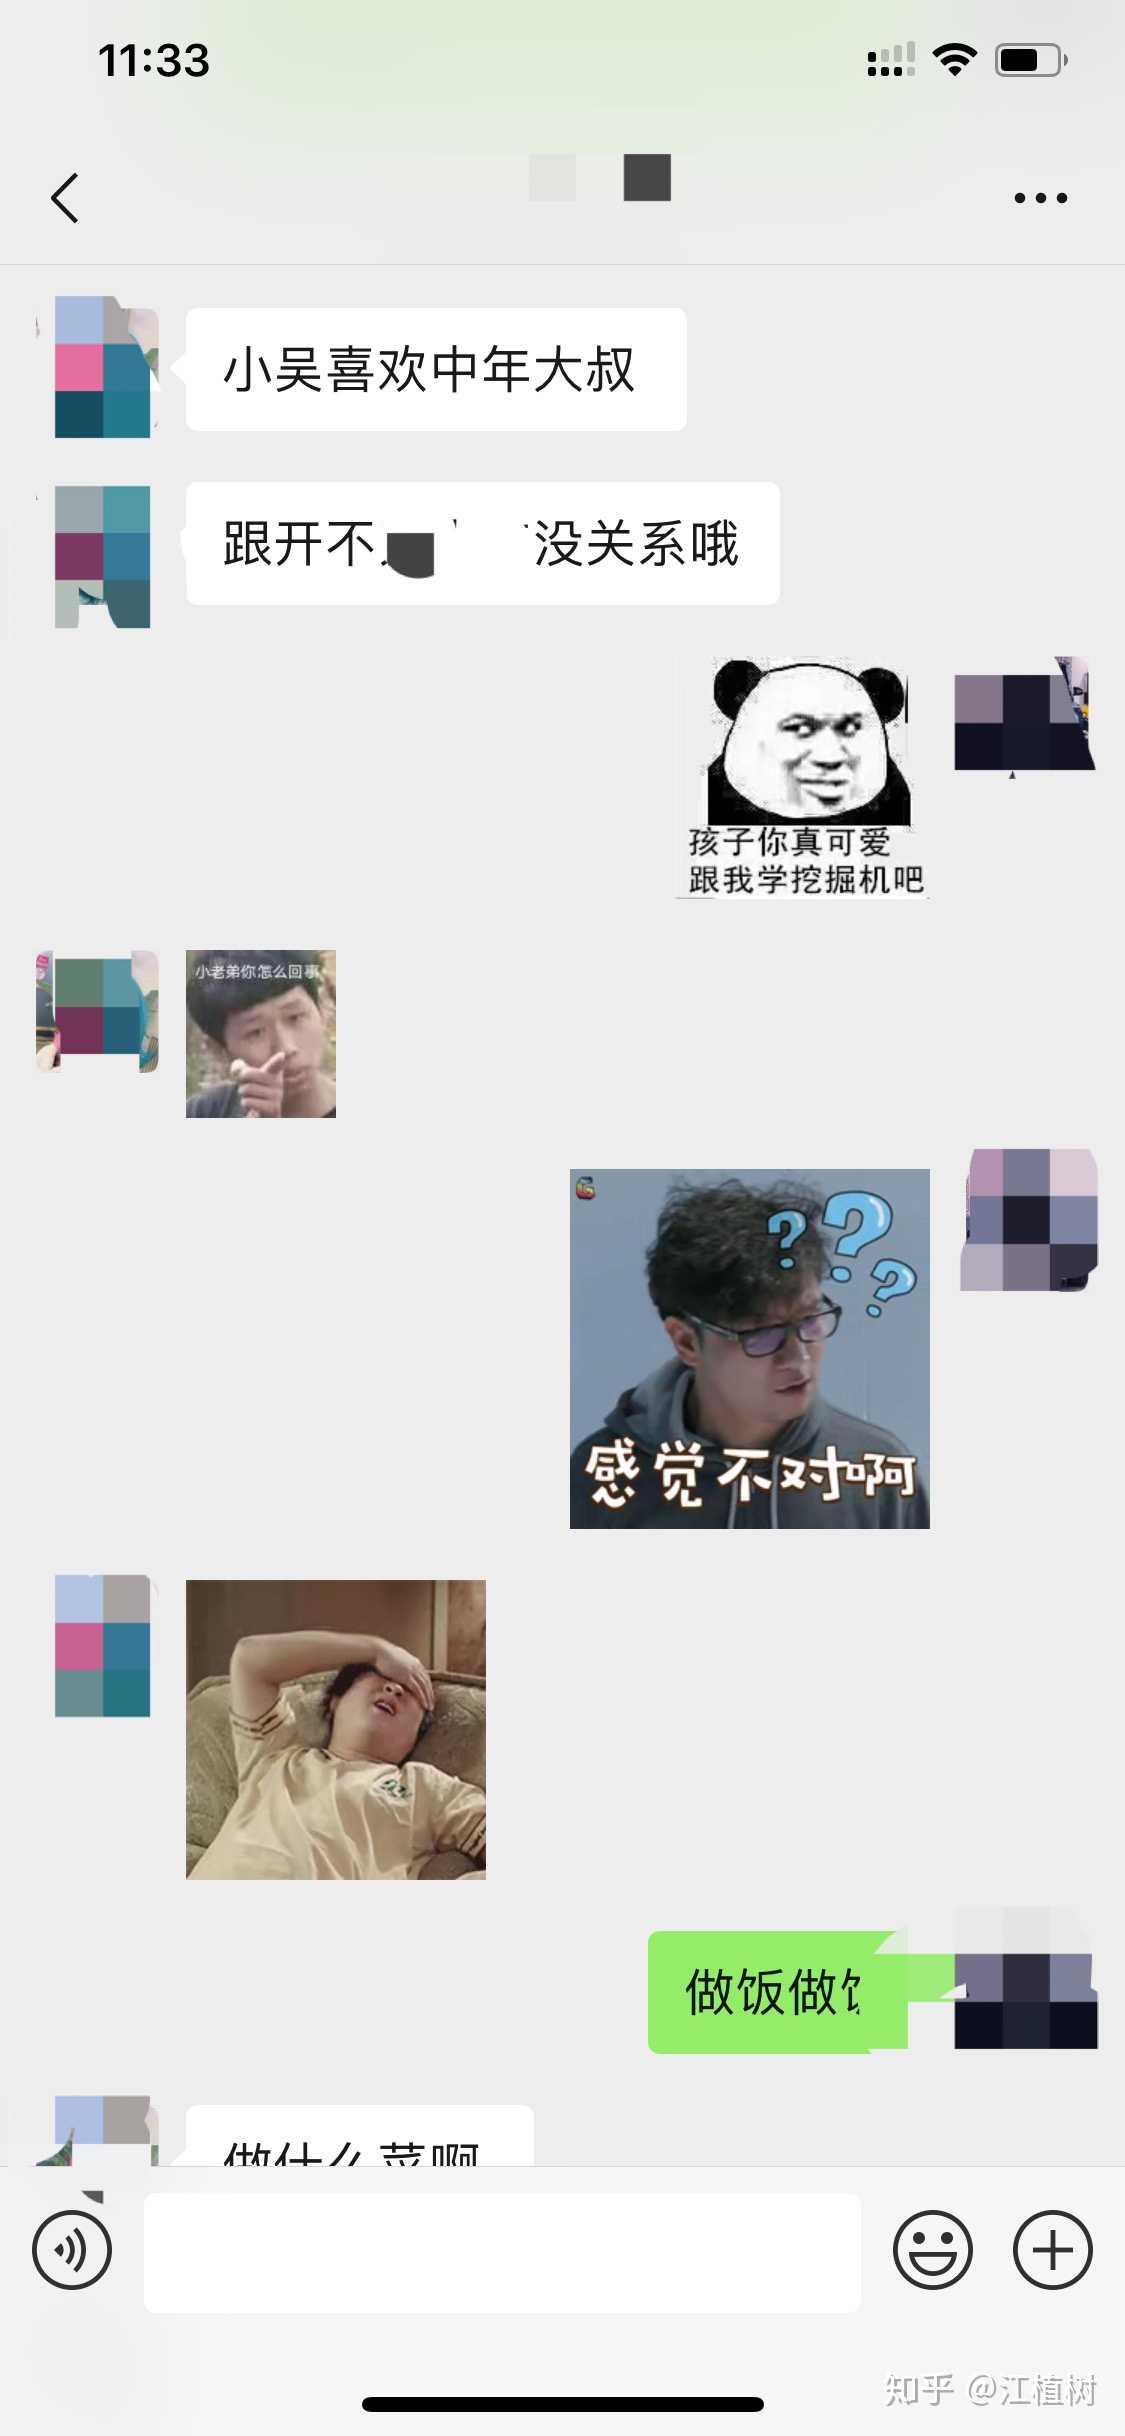 11:33
小吴喜欢中年大叔
跟开不
没关系哦
孩子你真可爱
跟我学挖掘机吧
小老弟你怎么回事
???
感觉不对啊
做饭做
做什么菜啊
知乎 @江植树